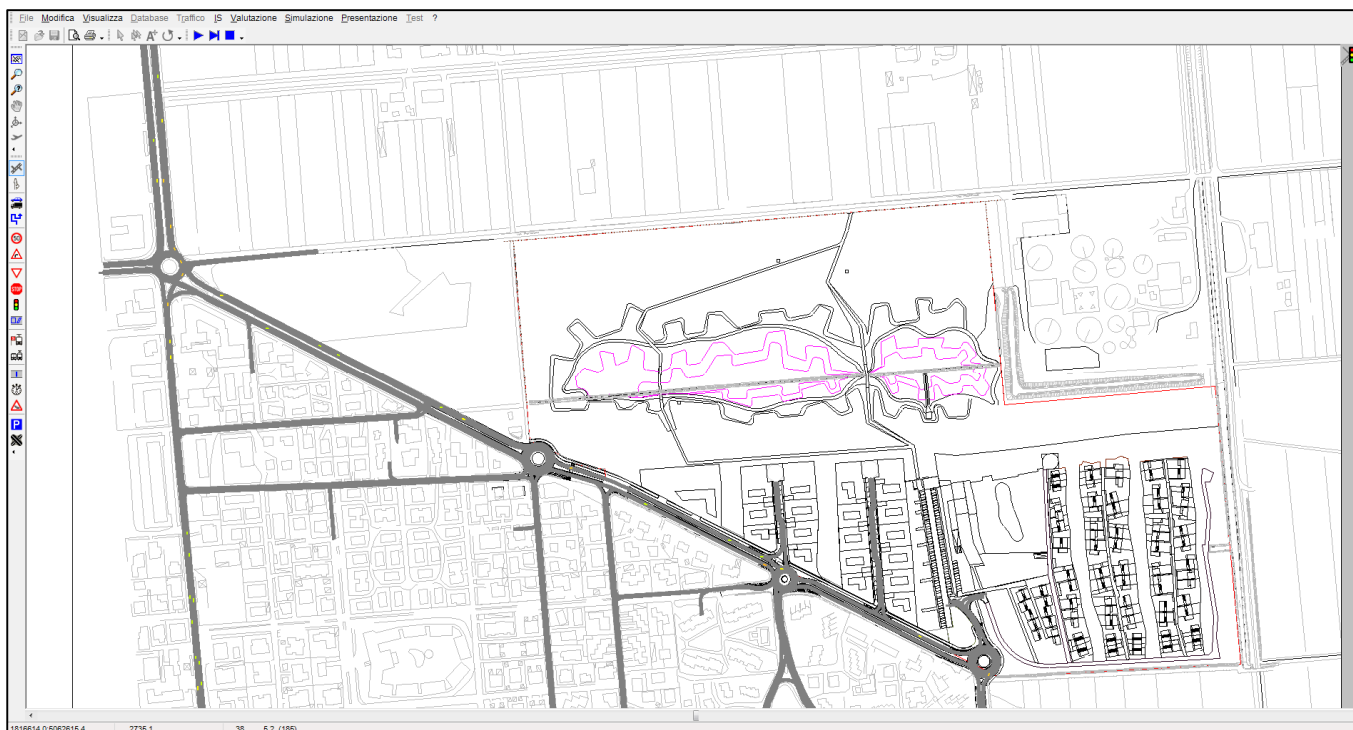 File Modifica Visualizza Database Traffico IS Valutazione Simulazione Presentazione Test ?
A+
STOP
P
1816614.0:5062615.4 2735.1 38 5.2 (185)